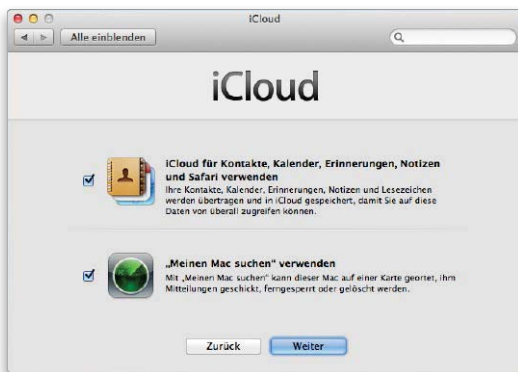 iCloud
Alle einblenden
iCloud
iCloud für Kontakte, Kalender, Erinnerungen, Notizen
und Safari verwenden
Ihre Kontakte, Kalender, Erinnerungen, Notizen und Lesezeichen
werden übertragen und in iCloud gespeichert, damit Sie auf diese
Daten von überall zugreifen können.
„Meinen Mac suchen“ verwenden
Mit „Meinen Mac suchen“ kann dieser Mac auf einer Karte geortet, ihm
Mitteilungen geschickt, ferngesperrt oder gelöscht werden.
Zurück
Weiter